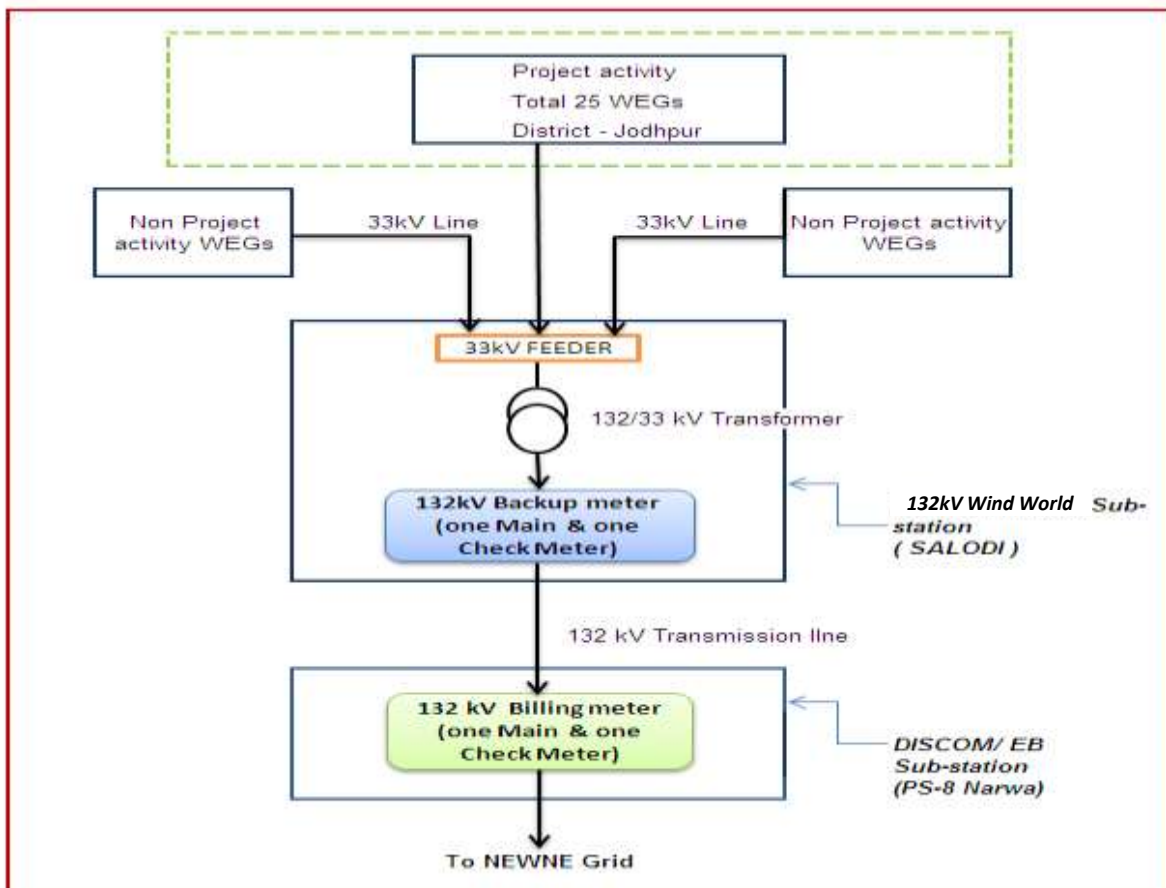 Project activity
Total 25 WEGs
District - Jodhpur
Non Project
activity WEGs
33kV Line
33kV Line
Non Project activity
WEGs
33kV FEEDER
132/33 kV Transformer
132kV Backup meter
(one Main & one
Check Meter)
132kV Wind World Sub-
station
( SALODI )
132 kV Transmission lIne
132 kV Billing meter
(one Main & one
Check Meter)
DISCOM/ EB
Sub-station
(PS-8 Narwa)
To NEWNE Grid